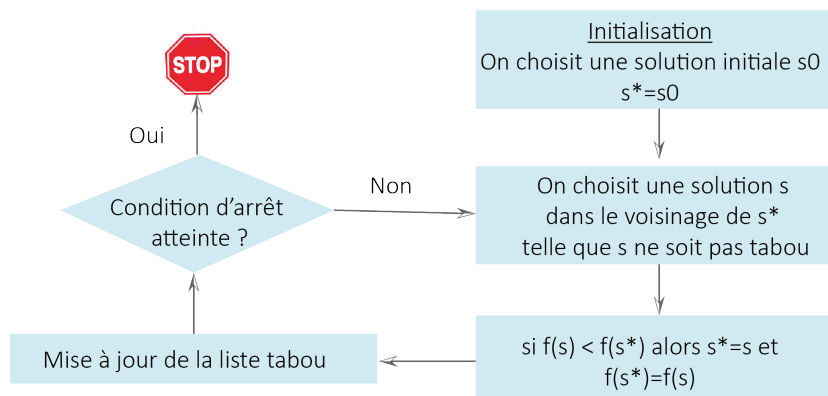 Initialisation
On choisit une solution initiale s0
s*=s0
On choisit une solution s
dans le voisinage de s*
telle que s ne soit pas tabou
si f(s) < f(s*) alors s*=s et
f(s*)=f(s)
Mise à jour de la liste tabou
Condition d’arrêt
atteinte ?
Non
Oui
STOP